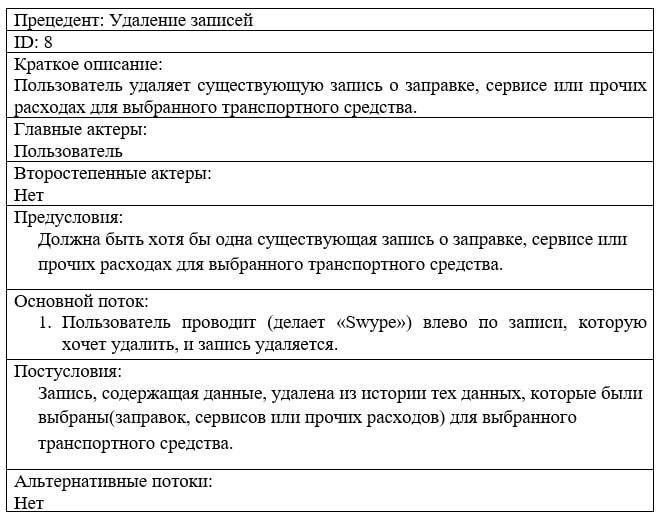 Прецедент: Удаление записей
ID: 8
Краткое описание:
Пользователь удаляет существующую запись о заправке, сервисе или прочих
расходах для выбранного транспортного средства.
Главные актеры:
Пользователь
Второстепенные актеры:
Нет
Предусловия:
Должна быть хотя бы одна существующая запись о заправке, сервисе или
прочих расходах для выбранного транспортного средства.
Основной поток:
1. Пользователь проводит (делает «Swype») влево по записи, которую
хочет удалить, и запись удаляется.
Постусловия:
Запись, содержащая данные, удалена из истории тех данных, которые были
выбраны(заправок, сервисов или прочих расходов) для выбранного
транспортного средства.
Альтернативные потоки:
Нет